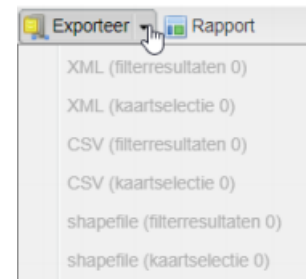 Exporteer Rapport
XML (filterresultaten 0)
XML (kaartselectie 0)
CSV (filterresultaten 0)
CSV (kaartselectie 0)
shapefile (filterresultaten 0)
shapefile (kaartselectie 0)